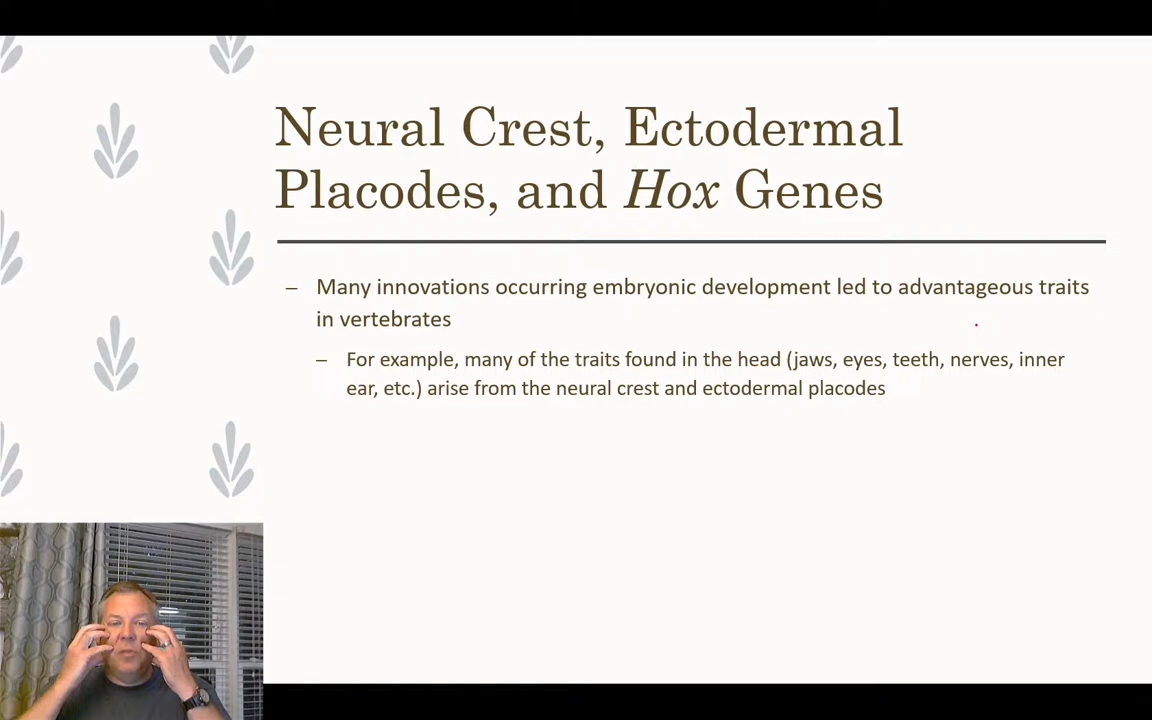 Neural Crest, Ectodermal
Placodes, and Hox Genes
– Many innovations occurring embryonic development led to advantageous traits
in vertebrates
– For example, many of the traits found in the head (jaws, eyes, teeth, nerves, inner
ear, etc.) arise from the neural crest and ectodermal placodes